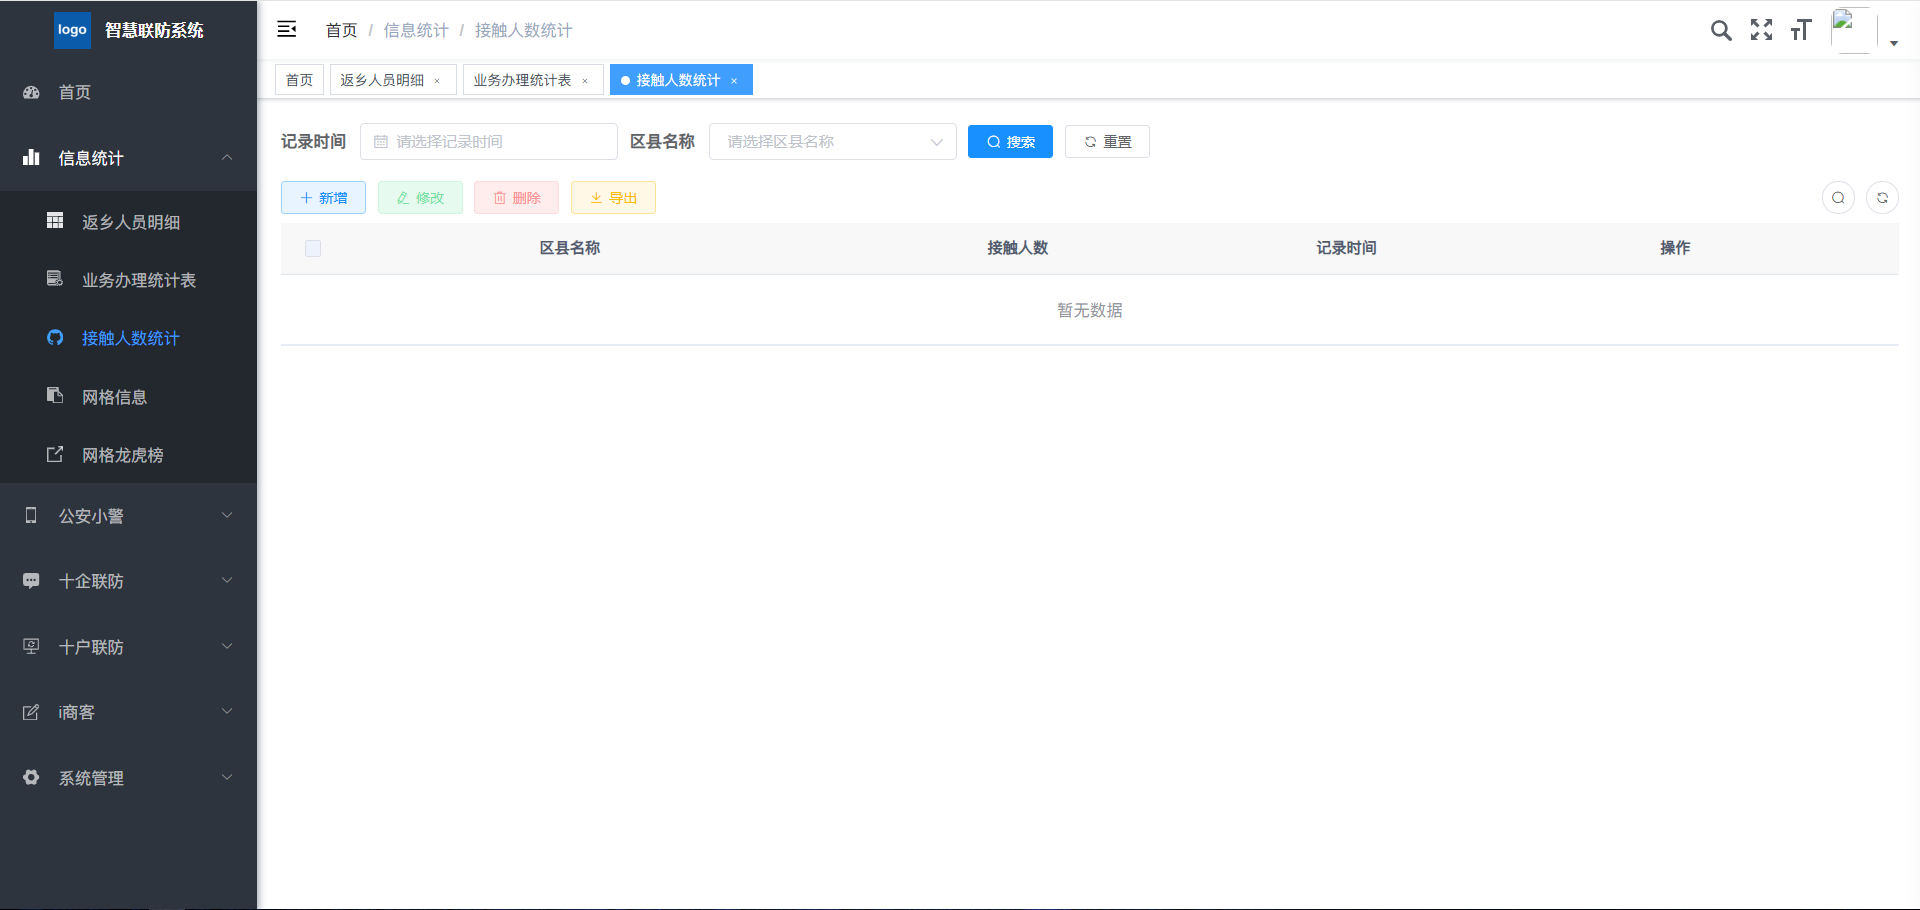 logo 智慧联防系统
首页
信息统计
返乡人员明细
业务办理统计表
接触人数统计
网格信息
网格龙虎榜
公安小警
十企联防
十户联防
i商客
系统管理
首页 / 信息统计 / 接触人数统计
首页 返乡人员明细 × 业务办理统计表 × 接触人数统计 ×
记录时间 请选择记录时间 区县名称 请选择区县名称 搜索 重置
新增 修改 删除 导出
区县名称 接触人数 记录时间 操作
暂无数据